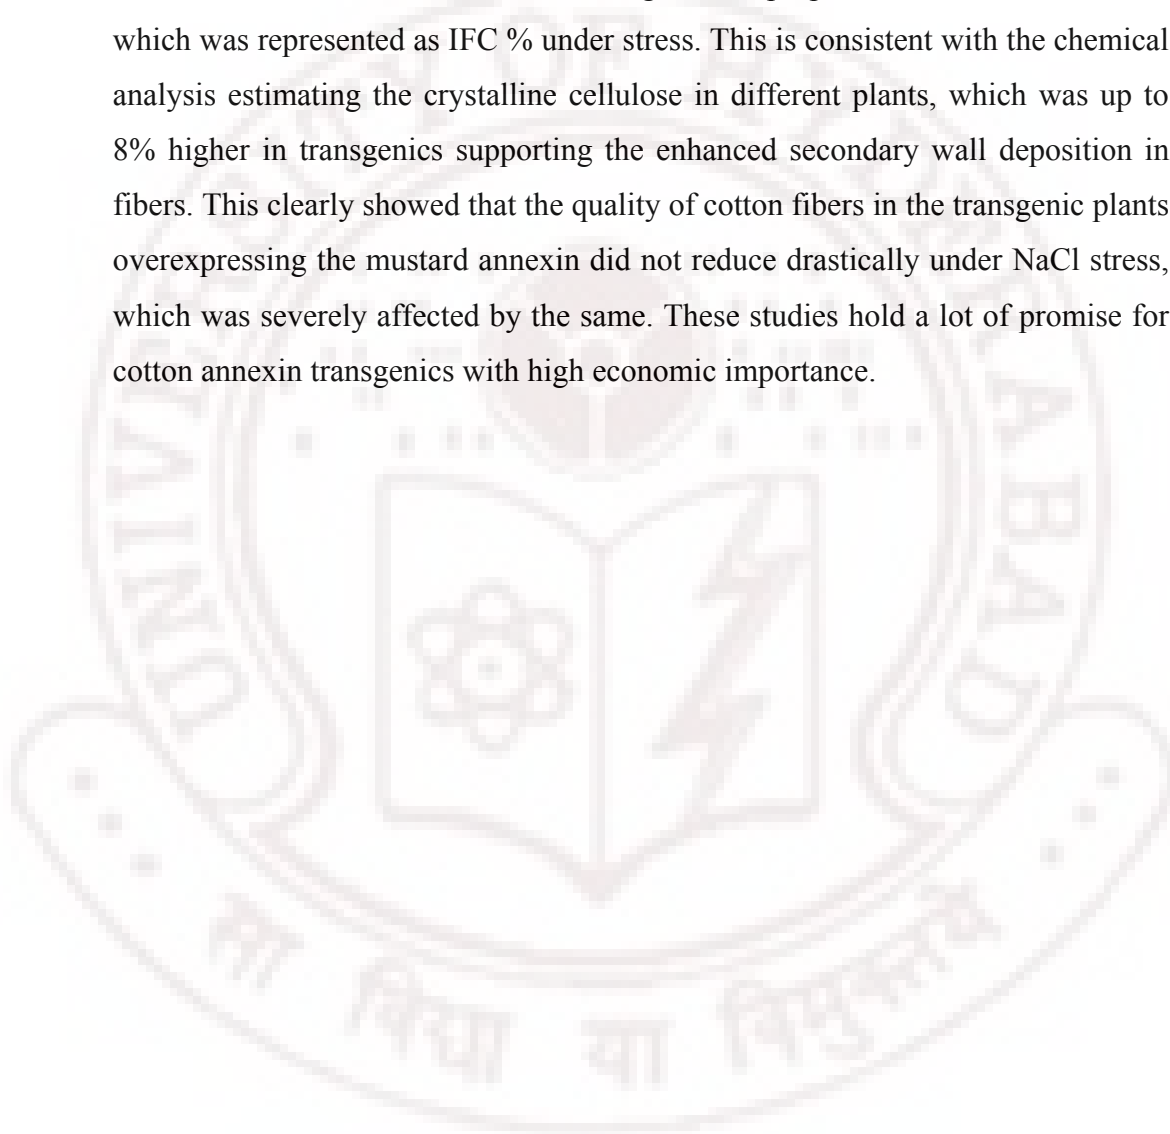 which was represented as IFC % under stress. This is consistent with the chemical
analysis estimating the crystalline cellulose in different plants, which was up to
8% higher in transgenics supporting the enhanced secondary wall deposition in
fibers. This clearly showed that the quality of cotton fibers in the transgenic plants
overexpressing the mustard annexin did not reduce drastically under NaCl stress,
which was severely affected by the same. These studies hold a lot of promise for
cotton annexin transgenics with high economic importance.
UNIVERSITY OF HYDERABAD
सा विद्या या विमुक्तये